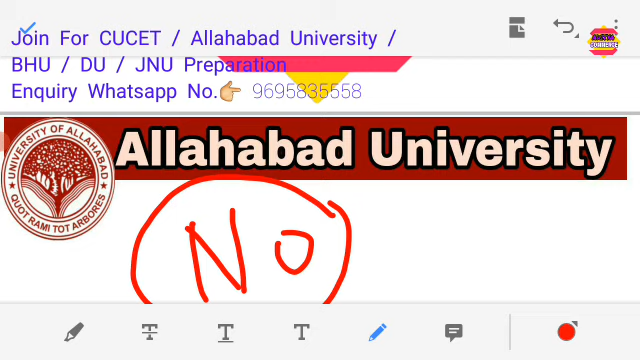 Join For CUCET / Allahabad University /
BHU / DU / JNU Preparation
Enquiry Whatsapp No.👉 9695835558
UNIVERSITY OF ALLAHABAD
QUOT RAMI TOT ARBORES
Allahabad University
No
T
T
T
COMMERCE